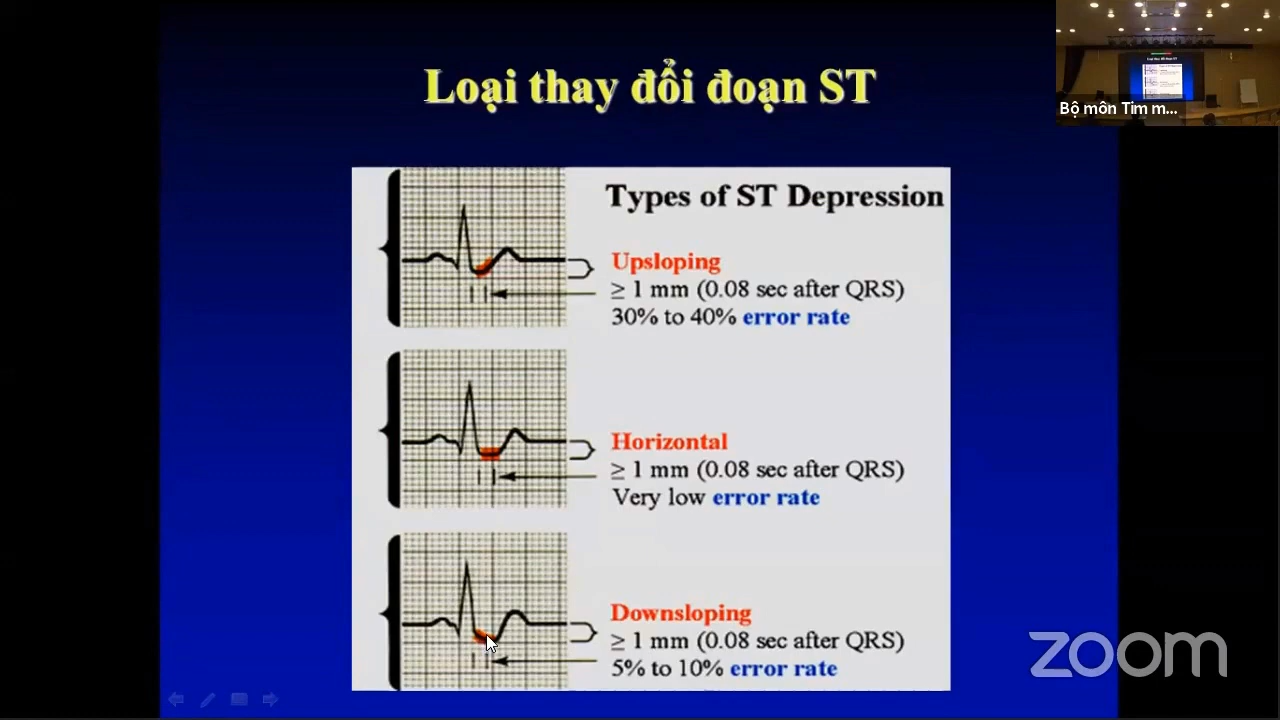 Loại thay đổi đoạn ST
Bộ môn Tim m...
Types of ST Depression
Upsloping
≥ 1 mm (0.08 sec after QRS)
30% to 40% error rate
Horizontal
≥ 1 mm (0.08 sec after QRS)
Very low error rate
Downsloping
≥ 1 mm (0.08 sec after QRS)
5% to 10% error rate
zoom